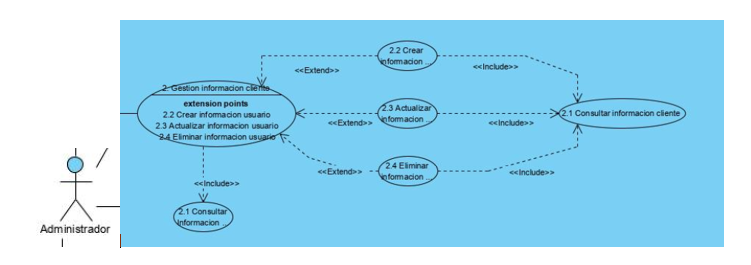 2.2 Crear
informacion ...
<<Extend>>
<<Include>>
2. Gestion informacion cliente
extension points
2.2 Crear informacion usuario
2.3 Actualizar informacion usuario
2.4 Eliminar informacion usuario
2.3 Actualizar
informacion ...
<<Extend>>
<<Include>>
2.1 Consultar informacion cliente
2.4 Eliminar
informacion ...
<<Extend>>
<<Include>>
<<Include>>
2.1 Consultar
Informacion ...
Administrador